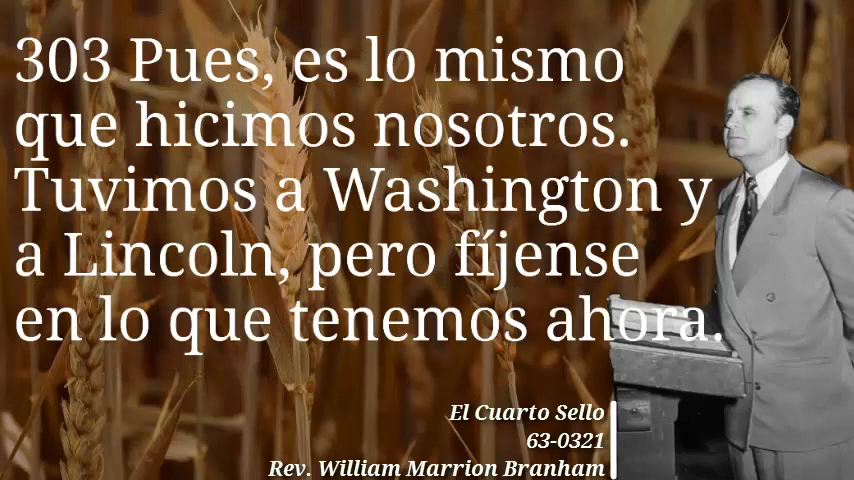 303 Pues, es lo mismo
que hicimos nosotros.
Tuvimos a Washington y
a Lincoln, pero fíjense
en lo que tenemos ahora.
El Cuarto Sello
63-0321
Rev. William Marrion Branham